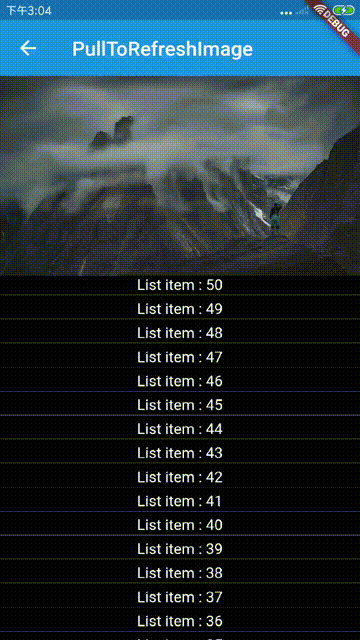 下午3:04
DEBUG
PullToRefreshImage
List item : 50
List item : 49
List item : 48
List item : 47
List item : 46
List item : 45
List item : 44
List item : 43
List item : 42
List item : 41
List item : 40
List item : 39
List item : 38
List item : 37
List item : 36